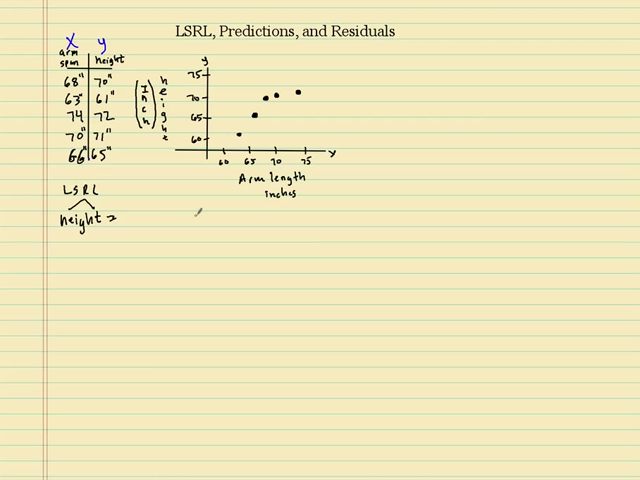 LSRL, Predictions, and Residuals
x y
arm span height
68" 70"
63" 61"
74 72
70" 71"
66" 65"
height
(Inch)
y
75
70
65
60
60 65 70 75
Arm length
inches
LSRL
height =